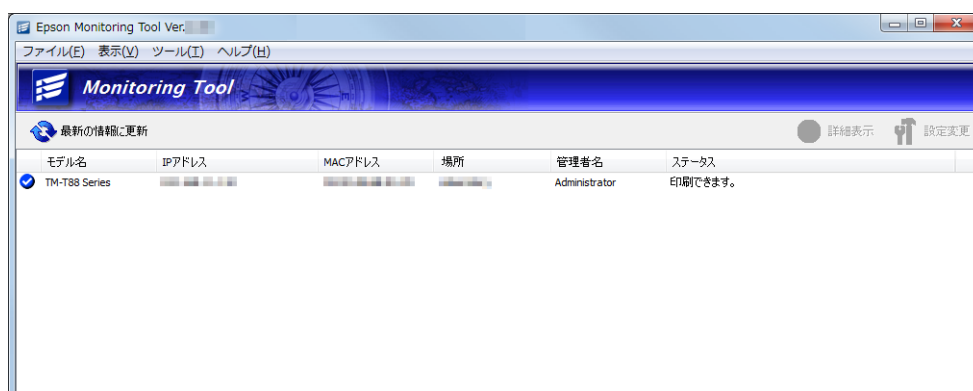 Epson Monitoring Tool Ver.
ファイル(F) 表示(V) ツール(T) ヘルプ(H)
Monitoring Tool
最新の情報に更新 詳細表示 設定変更
モデル名 IPアドレス MACアドレス 場所 管理者名 ステータス
TM-T88 Series Administrator 印刷できます。